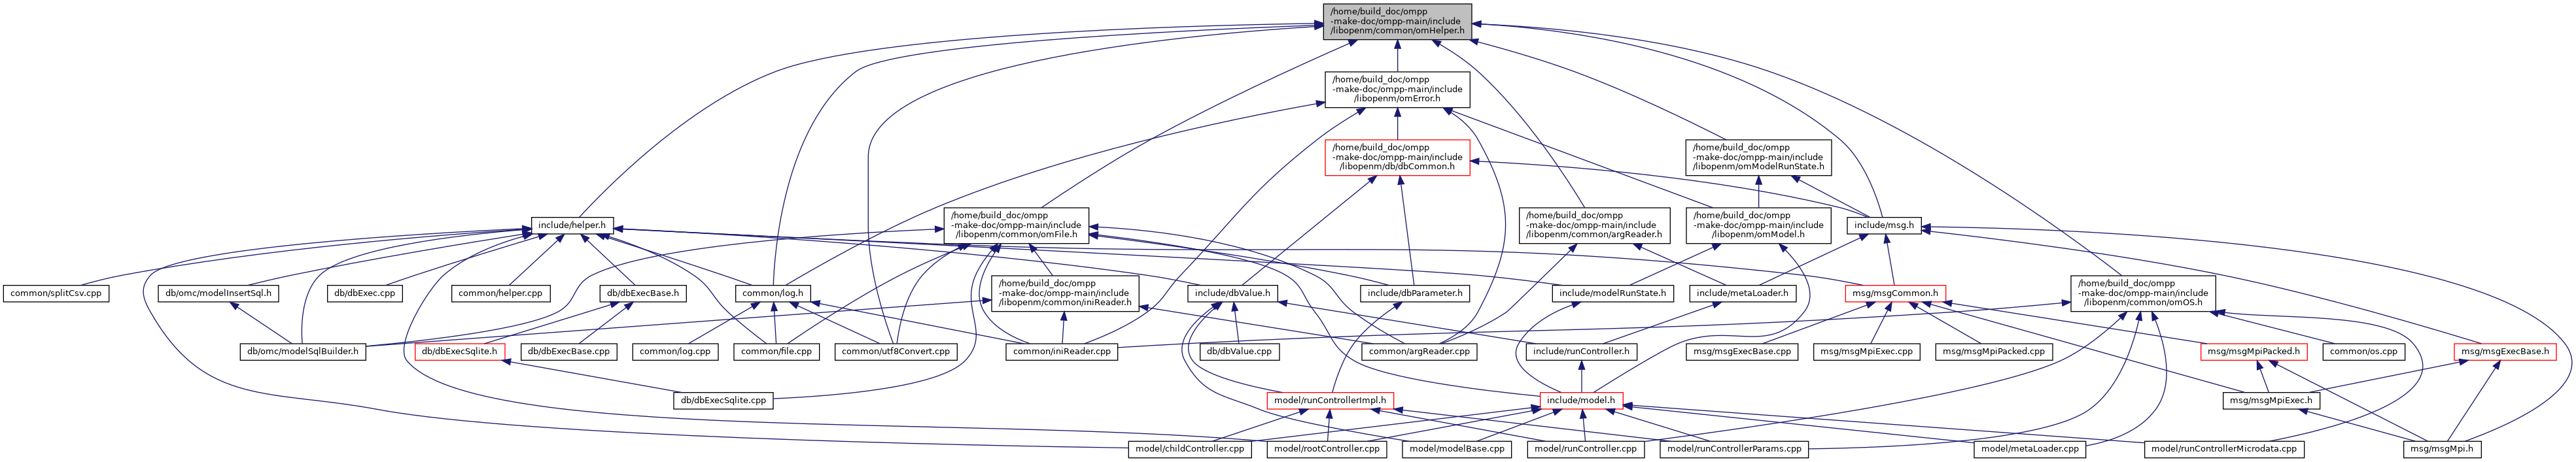 /home/build_doc/ompp
-make-doc/ompp-main/include
/libopenm/common/omHelper.h
/home/build_doc/ompp
-make-doc/ompp-main/include
/libopenm/omError.h
/home/build_doc/ompp
-make-doc/ompp-main/include
/libopenm/db/dbCommon.h
/home/build_doc/ompp
-make-doc/ompp-main/include
/libopenm/omModelRunState.h
include/helper.h
/home/build_doc/ompp
-make-doc/ompp-main/include
/libopenm/common/omFile.h
/home/build_doc/ompp
-make-doc/ompp-main/include
/libopenm/common/argReader.h
/home/build_doc/ompp
-make-doc/ompp-main/include
/libopenm/omModel.h
include/msg.h
common/splitCsv.cpp
db/omc/modelInsertSql.h
db/dbExec.cpp
common/helper.cpp
db/dbExecBase.h
common/log.h
/home/build_doc/ompp
-make-doc/ompp-main/include
/libopenm/common/iniReader.h
include/dbValue.h
include/dbParameter.h
include/modelRunState.h
include/metaLoader.h
msg/msgCommon.h
/home/build_doc/ompp
-make-doc/ompp-main/include
/libopenm/common/omOS.h
db/omc/modelSqlBuilder.h
db/dbExecSqlite.h
db/dbExecBase.cpp
common/log.cpp
common/file.cpp
common/utf8Convert.cpp
common/iniReader.cpp
db/dbValue.cpp
common/argReader.cpp
include/runController.h
msg/msgExecBase.cpp
msg/msgMpiExec.cpp
msg/msgMpiPacked.cpp
msg/msgMpiPacked.h
common/os.cpp
msg/msgExecBase.h
db/dbExecSqlite.cpp
model/runControllerImpl.h
include/model.h
msg/msgMpiExec.h
model/childController.cpp
model/rootController.cpp
model/modelBase.cpp
model/runController.cpp
model/runControllerParams.cpp
model/metaLoader.cpp
model/runControllerMicrodata.cpp
msg/msgMpi.h